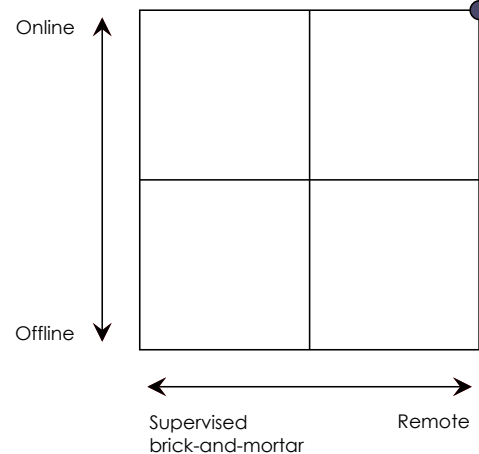 Online
Offline
Supervised
brick-and-mortar
Remote